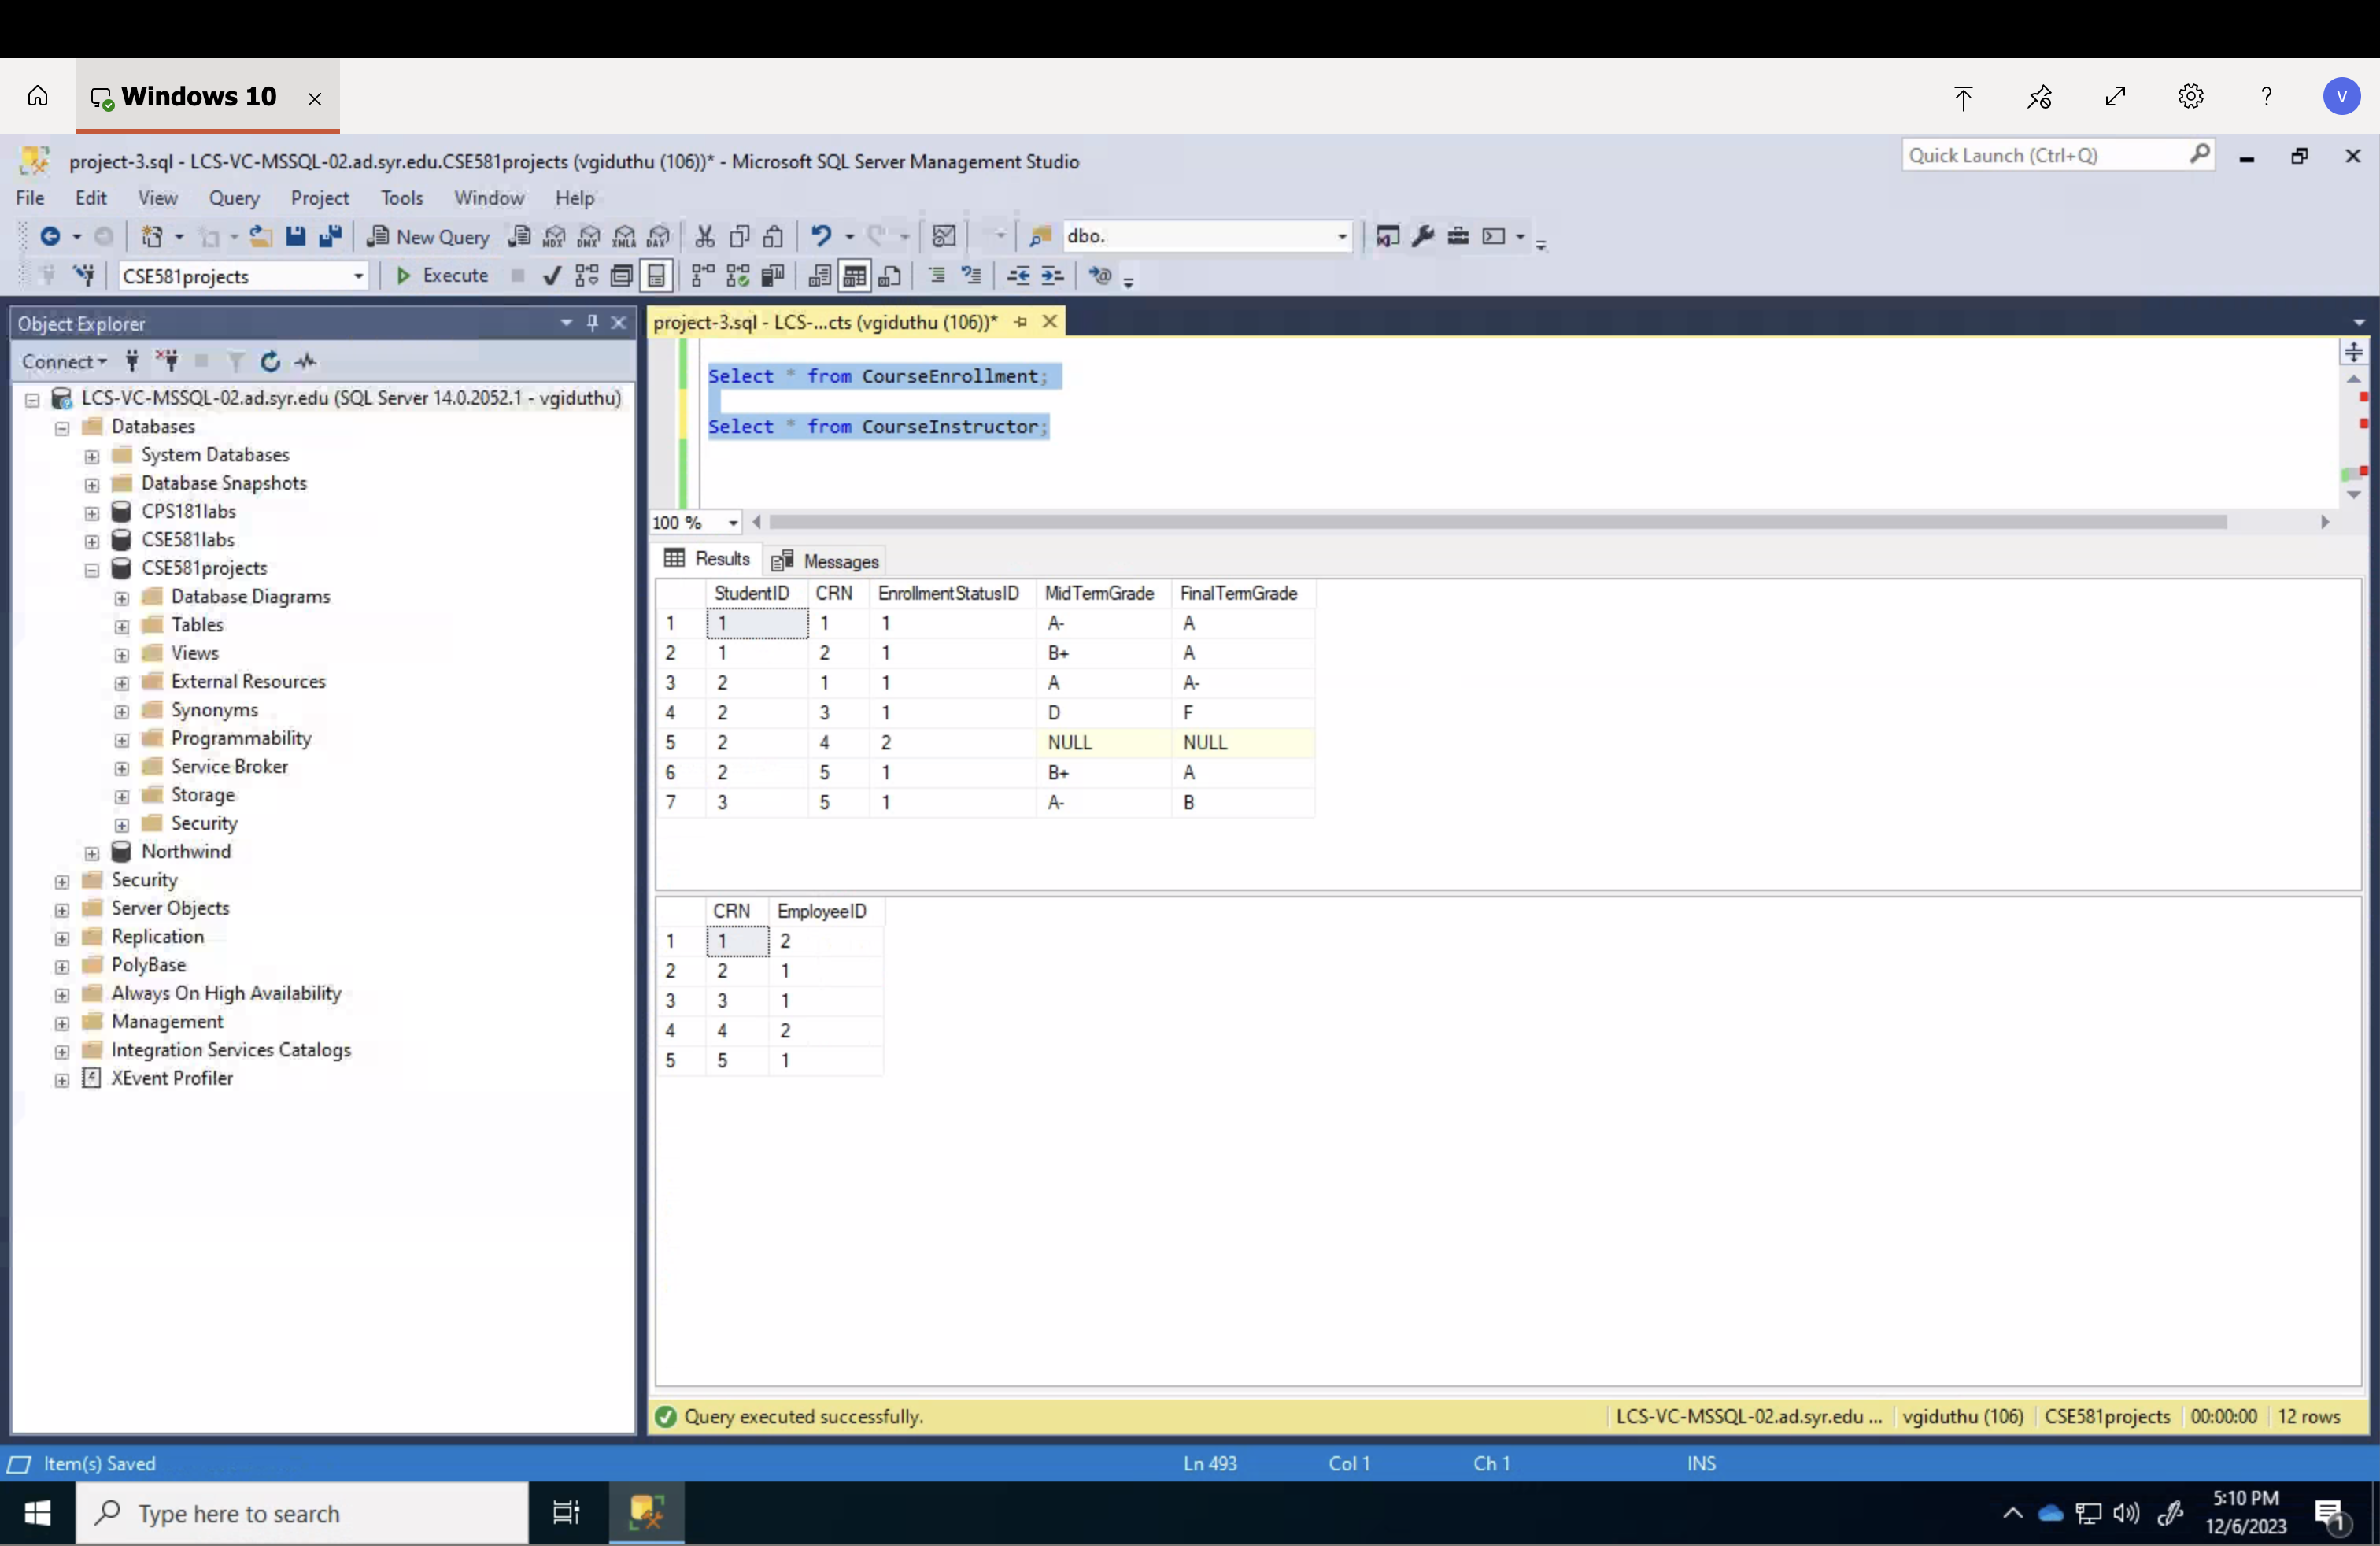 Windows 10
?
V
project-3.sql - LCS-VC-MSSQL-02.ad.syr.edu.CSE581projects (vgiduthu (106))* - Microsoft SQL Server Management Studio
Quick Launch (Ctrl+Q)
File Edit View Query Project Tools Window Help
New Query MDX DMX XMLA DAX dbo.
CSE581projects Execute
Object Explorer
project-3.sql - LCS-...cts (vgiduthu (106))*
Connect
LCS-VC-MSSQL-02.ad.syr.edu (SQL Server 14.0.2052.1 - vgiduthu)
Databases
System Databases
Database Snapshots
CPS181labs
CSE581labs
CSE581projects
Database Diagrams
Tables
Views
External Resources
Synonyms
Programmability
Service Broker
Storage
Security
Northwind
Security
Server Objects
Replication
PolyBase
Always On High Availability
Management
Integration Services Catalogs
XEvent Profiler
Select * from CourseEnrollment;
Select * from CourseInstructor;
100 %
Results Messages
StudentID CRN EnrollmentStatusID MidTermGrade FinalTermGrade
1 1 1 1 A- A
2 1 2 1 B+ A
3 2 1 1 A A-
4 2 3 1 D F
5 2 4 2 NULL NULL
6 2 5 1 B+ A
7 3 5 1 A- B
CRN EmployeeID
1 1 2
2 2 1
3 3 1
4 4 2
5 5 1
Query executed successfully. LCS-VC-MSSQL-02.ad.syr.edu ... vgiduthu (106) CSE581projects 00:00:00 12 rows
Item(s) Saved Ln 493 Col 1 Ch 1 INS
Type here to search
5:10 PM
12/6/2023
1